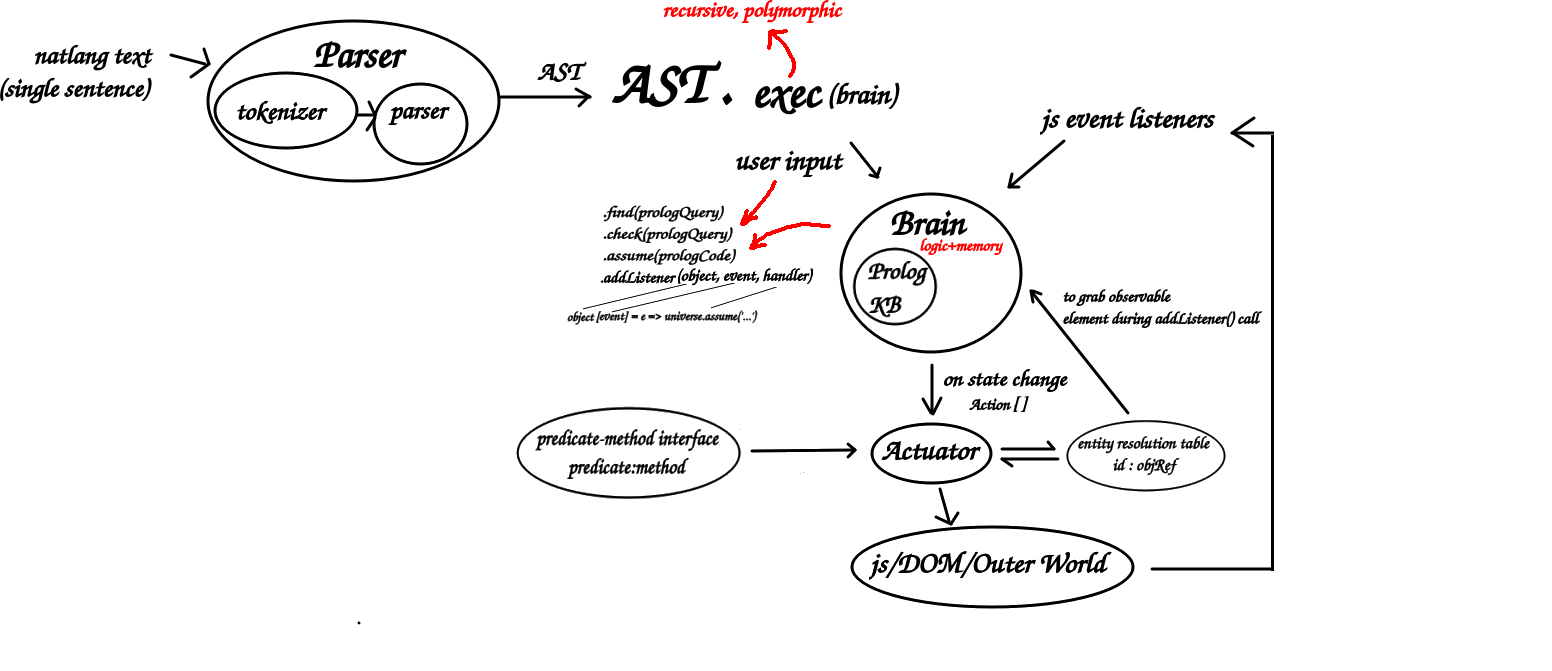 recursive, polymorphic
natlang text
(single sentence)
Parser
tokenizer
parser
AST
AST. exec (brain)
js event listeners
user input
.find(prologQuery)
.check(prologQuery)
.assume(prologCode)
.addListener (object, event, handler)
object [event] = e => universe.assume('...')
Brain
logic+memory
Prolog
KB
to grab observable
element during addListener() call
on state change
Action [ ]
predicate-method interface
predicate:method
Actuator
entity resolution table
id : objRef
js/DOM/Outer World